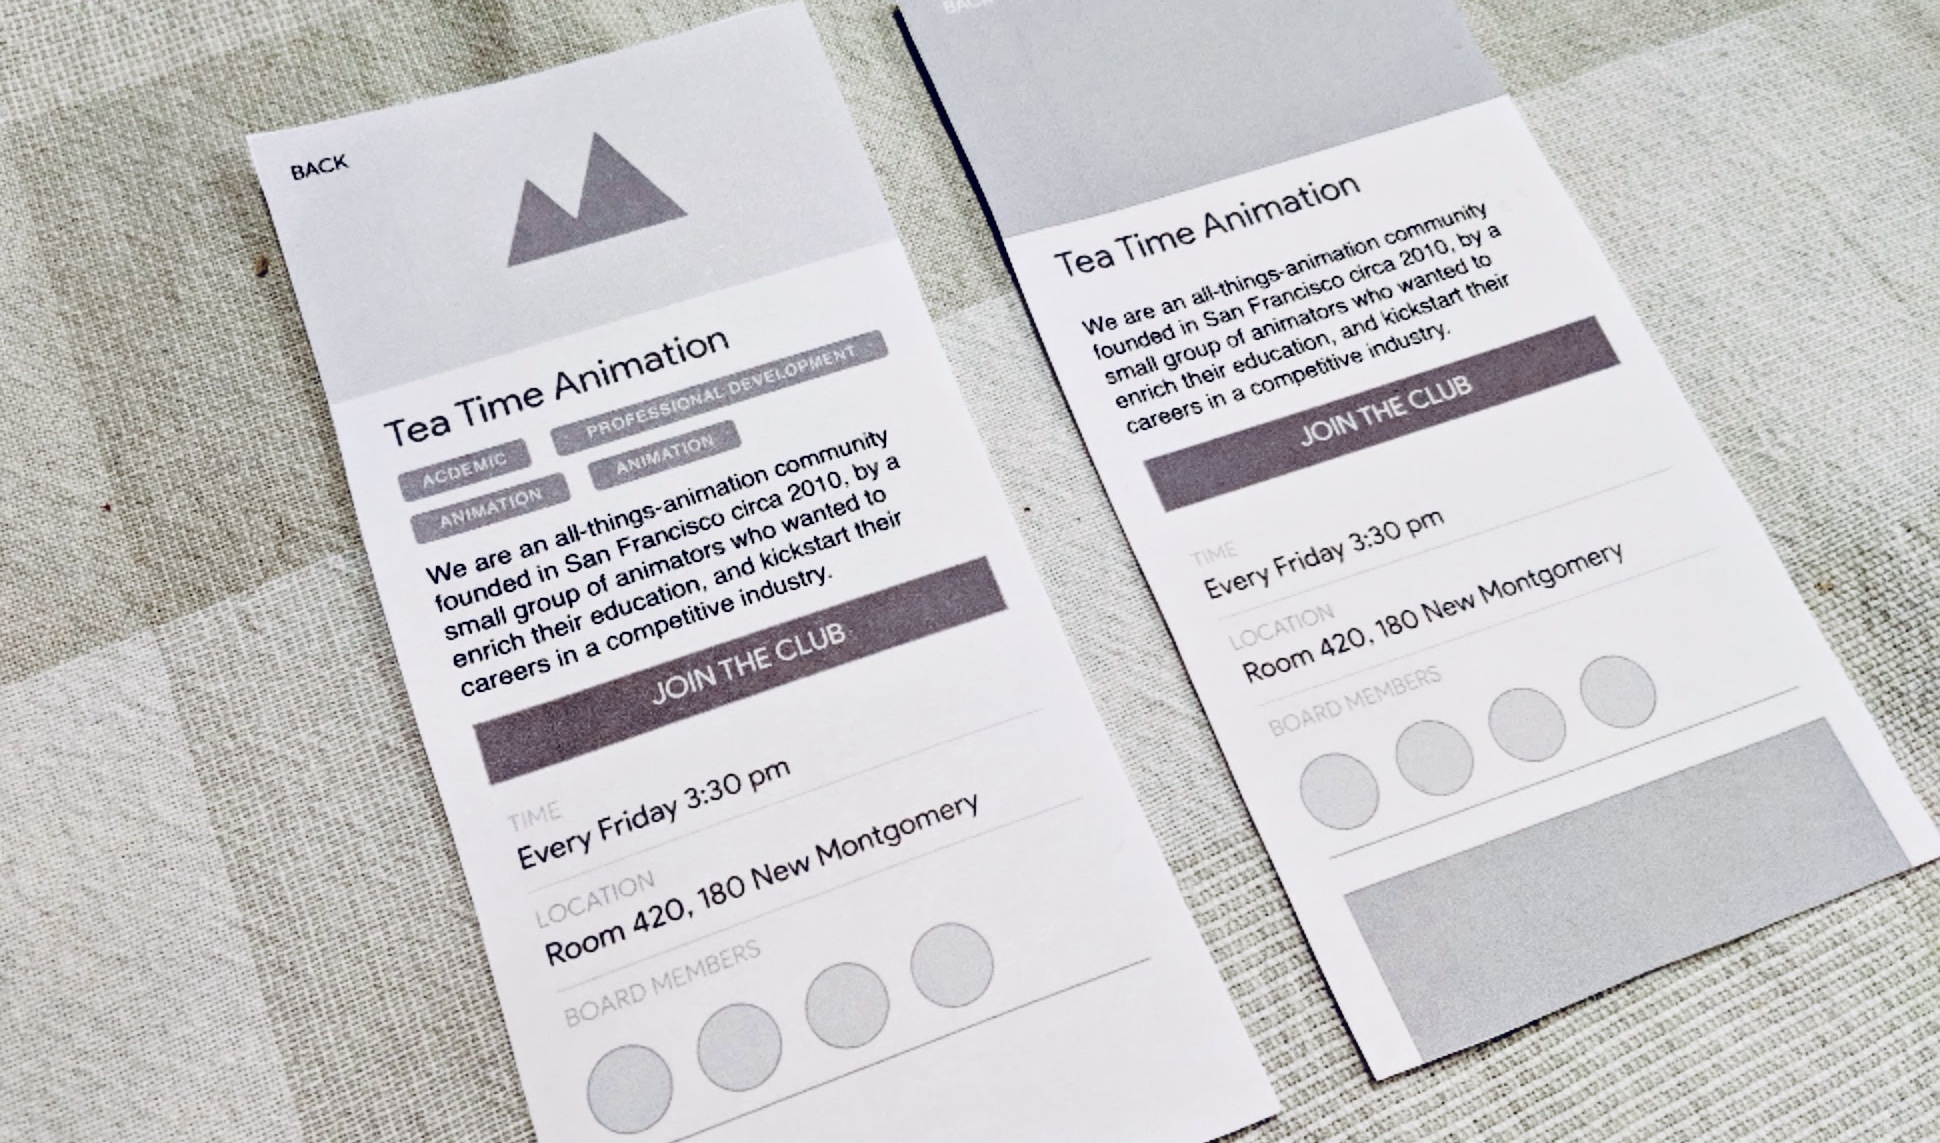 BACK
Tea Time Animation
ACDEMIC
PROFESSIONAL DEVELOPMENT
ANIMATION
ANIMATION
We are an all-things-animation community
founded in San Francisco circa 2010, by a
small group of animators who wanted to
enrich their education, and kickstart their
careers in a competitive industry.
JOIN THE CLUB
TIME
Every Friday 3:30 pm
LOCATION
Room 420, 180 New Montgomery
BOARD MEMBERS
BACK
Tea Time Animation
We are an all-things-animation community
founded in San Francisco circa 2010, by a
small group of animators who wanted to
enrich their education, and kickstart their
careers in a competitive industry.
JOIN THE CLUB
TIME
Every Friday 3:30 pm
LOCATION
Room 420, 180 New Montgomery
BOARD MEMBERS